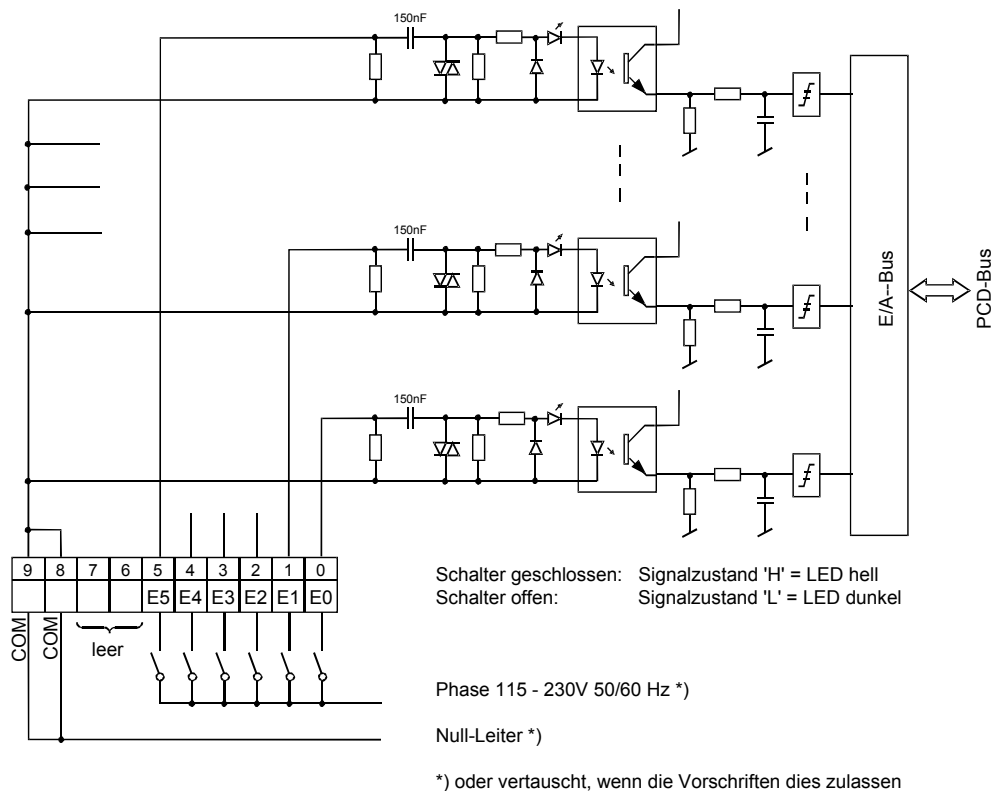 150nF
150nF
150nF
E/A--Bus
PCD-Bus
9 8 7 6 5 4 3 2 1 0
E5 E4 E3 E2 E1 E0
COM
COM
leer
Schalter geschlossen: Signalzustand 'H' = LED hell
Schalter offen: Signalzustand 'L' = LED dunkel
Phase 115 - 230V 50/60 Hz *)
Null-Leiter *)
*) oder vertauscht, wenn die Vorschriften dies zulassen